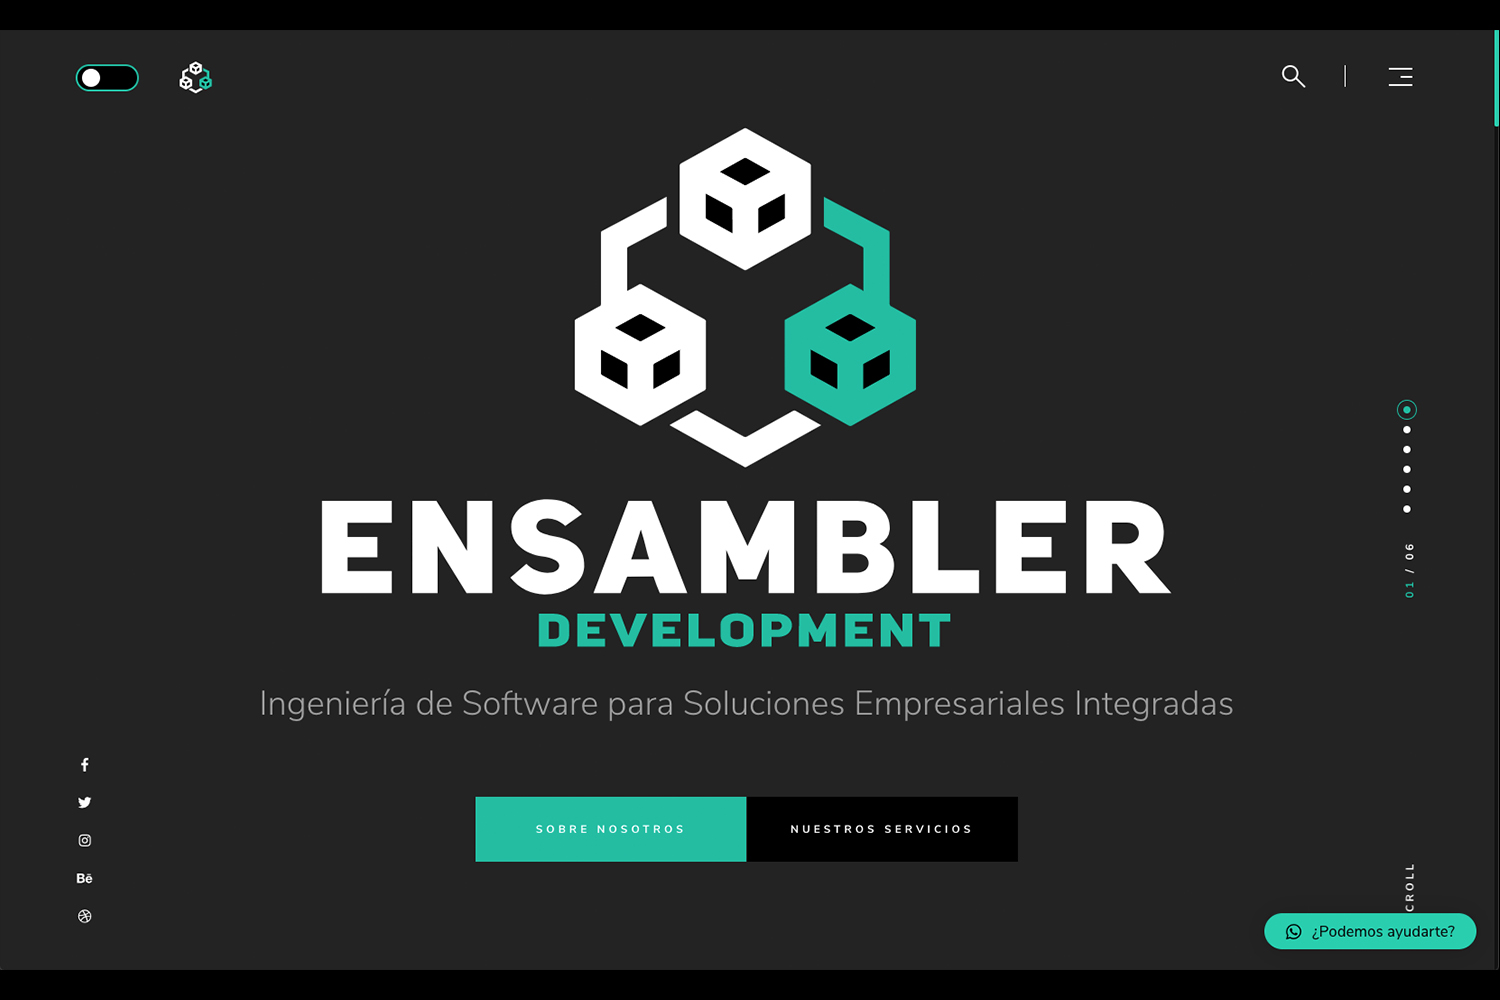 ENSAMBLER
DEVELOPMENT
Ingeniería de Software para Soluciones Empresariales Integradas
SOBRE NOSOTROS
NUESTROS SERVICIOS
01 / 06
Bē
CROLL
¿Podemos ayudarte?